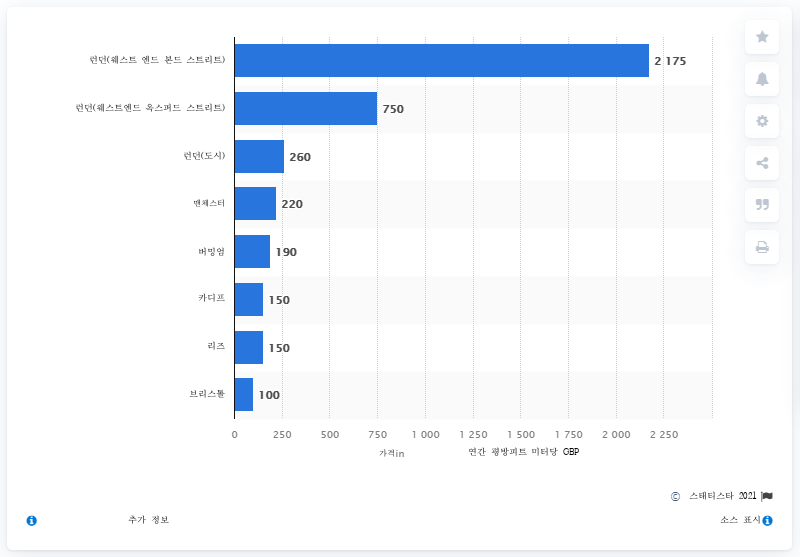 런던(웨스트 엔드 본드 스트리트)
2 175
런던(웨스트엔드 옥스퍼드 스트리트)
750
런던(도시)
260
맨체스터
220
버밍엄
190
카디프
150
리즈
150
브리스톨
100
0 250 500 750 1 000 1 250 1 500 1 750 2 000 2 250
가격in 연간 평방피트 미터당 GBP
© 스태티스타 2021
추가 정보 소스 표시